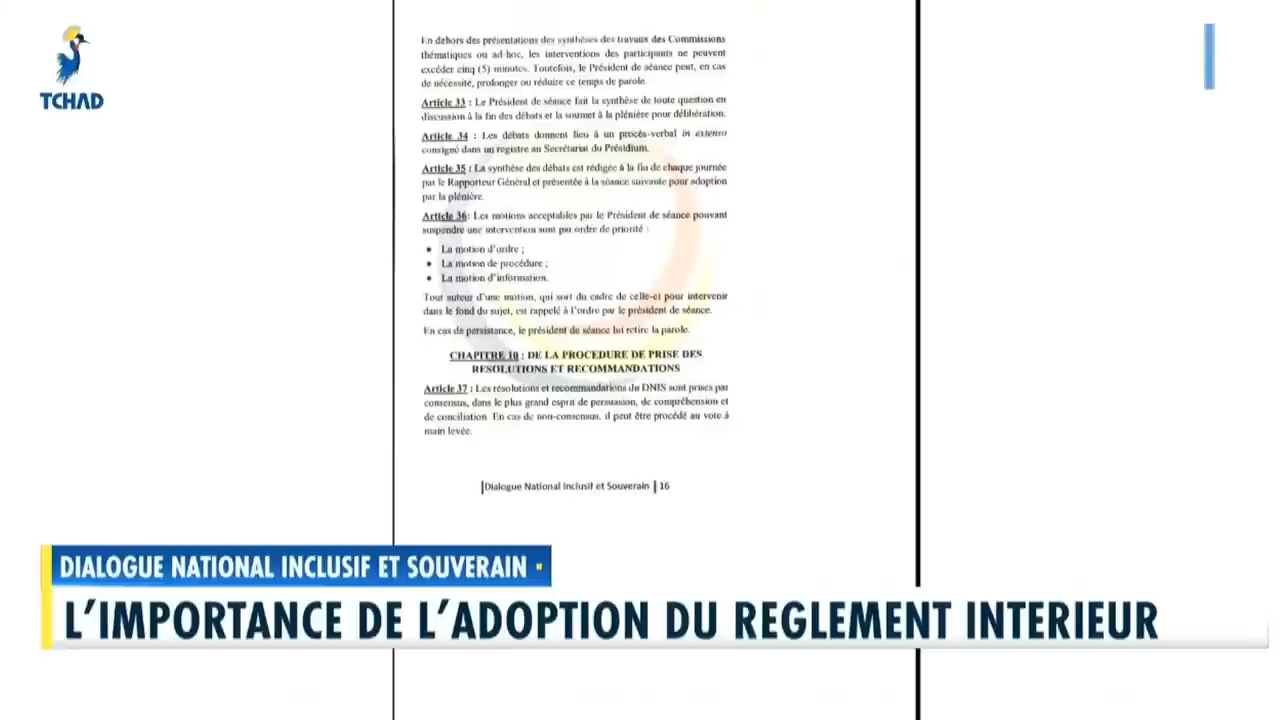 En dehors des présentations des synthèses des travaux des Commissions
thématiques ou ad hoc, les interventions des participants ne peuvent
excéder cinq (5) minutes. Toutefois, le Président de séance peut, en cas
de nécessité, prolonger ou réduire ce temps de parole.
Article 33 : Le Président de séance fait la synthèse de toute question en
discussion à la fin des débats et la soumet à la plénière pour délibération.
Article 34 : Les débats donnent lieu à un procès-verbal in extenso
consigné dans un registre au Secrétariat du Présidium.
Article 35 : La synthèse des débats est rédigée à la fin de chaque journée
par le Rapporteur Général et présentée à la séance suivante pour adoption
par la plénière.
Article 36: Les motions acceptables par le Président de séance pouvant
suspendre une intervention sont par ordre de priorité :
• La motion d'ordre ;
• La motion de procédure ;
• La motion d'information.
Tout auteur d'une motion, qui sort du cadre de celle-ci pour intervenir
dans le fond du sujet, est rappelé à l'ordre par le président de séance.
En cas de persistance, le président de séance lui retire la parole.
CHAPITRE 10 : DE LA PROCEDURE DE PRISE DES
RESOLUTIONS ET RECOMMANDATIONS
Article 37 : Les résolutions et recommandations du DNIS sont prises par
consensus, dans le plus grand esprit de persuasion, de compréhension et
de conciliation. En cas de non-consensus, il peut être procédé au vote à
main levée.
Dialogue National Inclusif et Souverain | 16
TCHAD
DIALOGUE NATIONAL INCLUSIF ET SOUVERAIN
L'IMPORTANCE DE L'ADOPTION DU REGLEMENT INTERIEUR